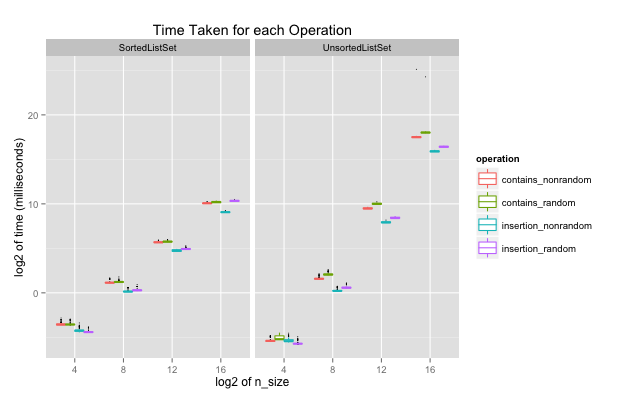 Time Taken for each Operation
SortedListSet
UnsortedListSet
log2 of time (milliseconds)
20
10
0
4
8
12
16
4
8
12
16
log2 of n_size
operation
contains_nonrandom
contains_random
insertion_nonrandom
insertion_random